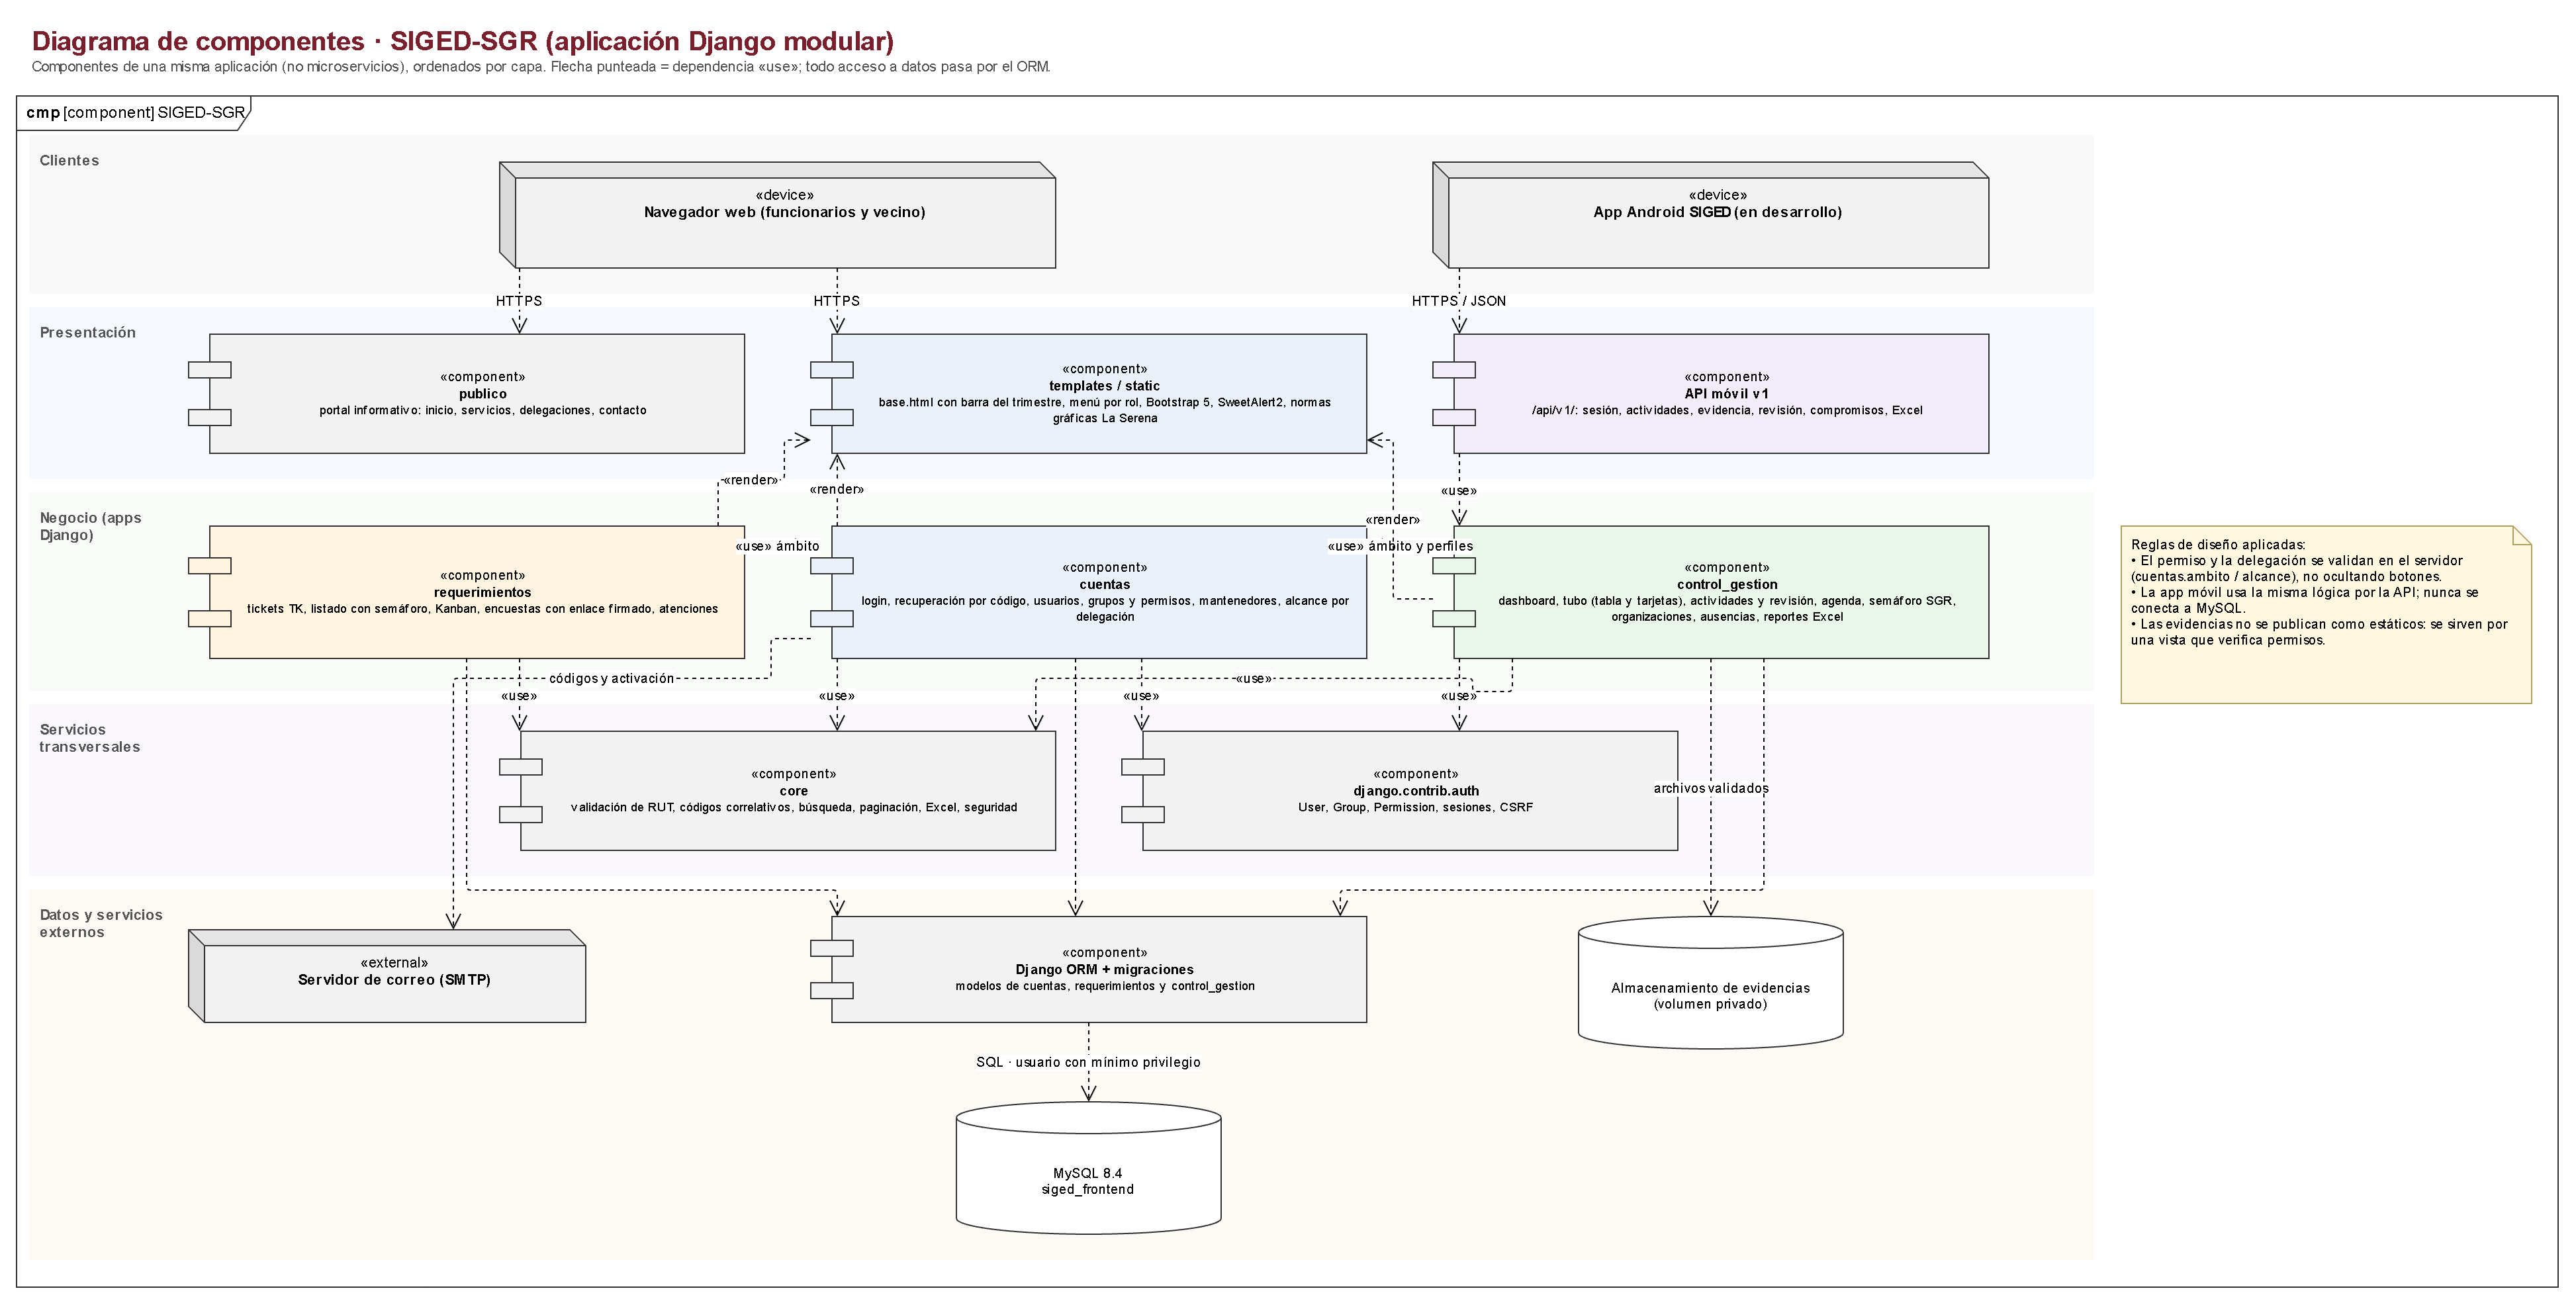 Diagrama de componentes · SIGED-SGR (aplicación Django modular)
Componentes de una misma aplicación (no microservicios), ordenados por capa. Flecha punteada = dependencia «use»; todo acceso a datos pasa por el ORM.
cmp [component] SIGED-SGR
Clientes
«device»
Navegador web (funcionarios y vecino)
«device»
App Android SIGED (en desarrollo)
HTTPS
HTTPS
HTTPS / JSON
Presentación
«component»
publico
portal informativo: inicio, servicios, delegaciones, contacto
«component»
templates / static
base.html con barra del trimestre, menú por rol, Bootstrap 5, SweetAlert2, normas
gráficas La Serena
«component»
API móvil v1
/api/v1/: sesión, actividades, evidencia, revisión, compromisos, Excel
«render»
«render»
«use»
«render»
Negocio (apps
Django)
«use» ámbito
«use» ámbito y perfiles
«component»
requerimientos
tickets TK, listado con semáforo, Kanban, encuestas con enlace firmado, atenciones
«component»
cuentas
login, recuperación por código, usuarios, grupos y permisos, mantenedores, alcance por
delegación
«component»
control_gestion
dashboard, tubo (tabla y tarjetas), actividades y revisión, agenda, semáforo SGR,
organizaciones, ausencias, reportes Excel
Reglas de diseño aplicadas:
• El permiso y la delegación se validan en el servidor
(cuentas.ambito / alcance), no ocultando botones.
• La app móvil usa la misma lógica por la API; nunca se
conecta a MySQL.
• Las evidencias no se publican como estáticos: se sirven por
una vista que verifica permisos.
códigos y activación
«use»
«use»
«use»
«use»
«use»
Servicios
transversales
«component»
core
validación de RUT, códigos correlativos, búsqueda, paginación, Excel, seguridad
«component»
django.contrib.auth
User, Group, Permission, sesiones, CSRF
archivos validados
Datos y servicios
externos
«external»
Servidor de correo (SMTP)
«component»
Django ORM + migraciones
modelos de cuentas, requerimientos y control_gestion
Almacenamiento de evidencias
(volumen privado)
SQL · usuario con mínimo privilegio
MySQL 8.4
siged_frontend